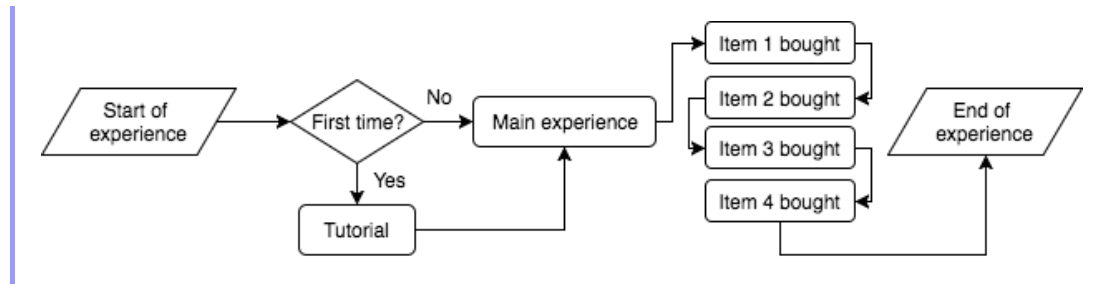 Start of
experience
First time?
No
Yes
Tutorial
Main experience
Item 1 bought
Item 2 bought
Item 3 bought
Item 4 bought
End of
experience